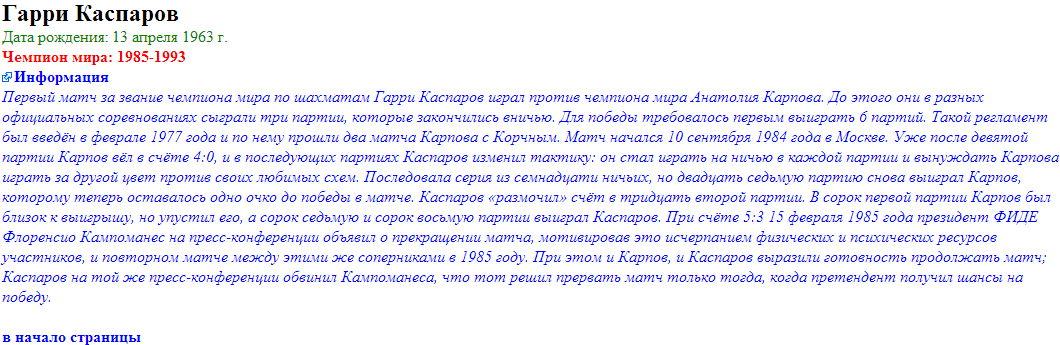 Гарри Каспаров
Дата рождения: 13 апреля 1963 г.
Чемпион мира: 1985-1993
Информация
Первый матч за звание чемпиона мира по шахматам Гарри Каспаров играл против чемпиона мира Анатолия Карпова. До этого они в разных
официальных соревнованиях сыграли три партии, которые закончились вничью. Для победы требовалось первым выиграть 6 партий. Такой регламент
был введён в феврале 1977 года и по нему прошли два матча Карпова с Корчным. Матч начался 10 сентября 1984 года в Москве. Уже после девятой
партии Карпов вёл в счёте 4:0, и в последующих партиях Каспаров изменил тактику: он стал играть на ничью в каждой партии и вынуждать Карпова
играть за другой цвет против своих любимых схем. Последовала серия из семнадцати ничьих, но двадцать седьмую партию снова выиграл Карпов,
которому теперь оставалось одно очко до победы в матче. Каспаров «размочил» счёт в тридцать второй партии. В сорок первой партии Карпов был
близок к выигрышу, но упустил его, а сорок седьмую и сорок восьмую партии выиграл Каспаров. При счёте 5:3 15 февраля 1985 года президент ФИДЕ
Флоренсио Кампоманес на пресс-конференции объявил о прекращении матча, мотивировав это исчерпанием физических и психических ресурсов
участников, и повторном матче между этими же соперниками в 1985 году. При этом и Карпов, и Каспаров выразили готовность продолжать матч;
Каспаров на той же пресс-конференции обвинил Кампоманеса, что тот решил прервать матч только тогда, когда претендент получил шансы на
победу.
в начало страницы